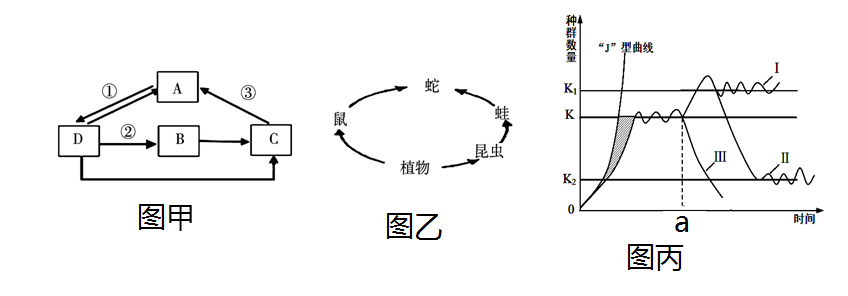 ①
A
③
D
②
B
C
图甲
蛇
鼠
蛙
植物
昆虫
图乙
种群数量
“J”型曲线
Ⅰ
K₁
K
Ⅲ
Ⅱ
K₂
0
a
时间
图丙